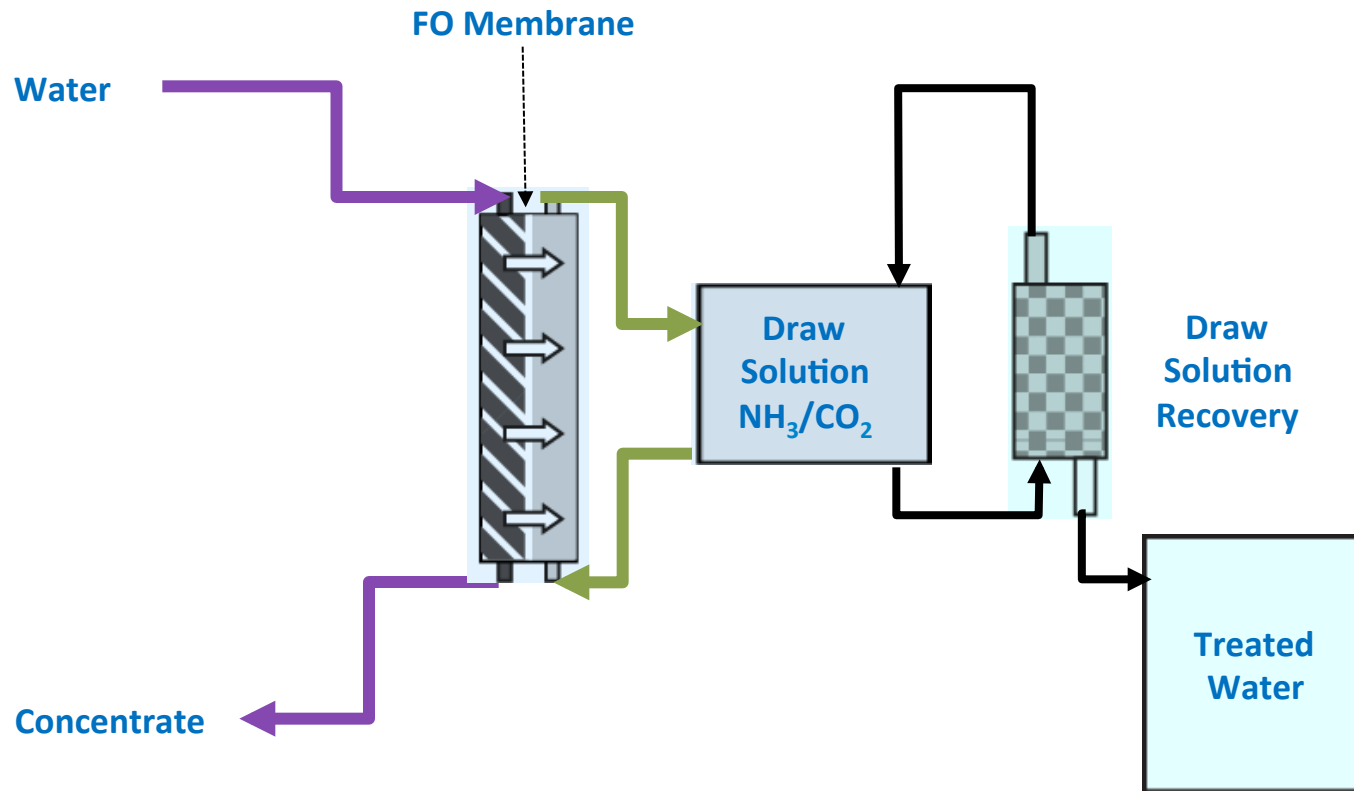 FO Membrane
Water
Draw
Solution
NH₃/CO₂
Draw
Solution
Recovery
Treated
Water
Concentrate